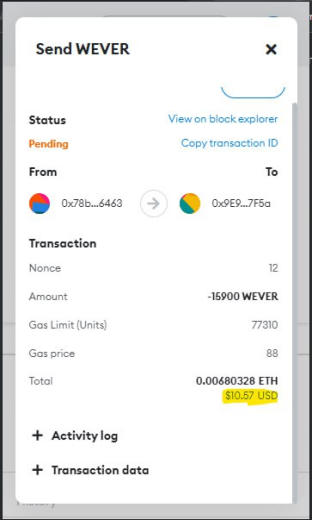 Send WEVER
Status View on block explorer
Pending Copy transaction ID
From To
0x78b...6463 0x9E9...7F5a
Transaction
Nonce 12
Amount -15900 WEVER
Gas Limit (Units) 77310
Gas price 88
Total 0.00680328 ETH
$10.57 USD
Activity log
Transaction data